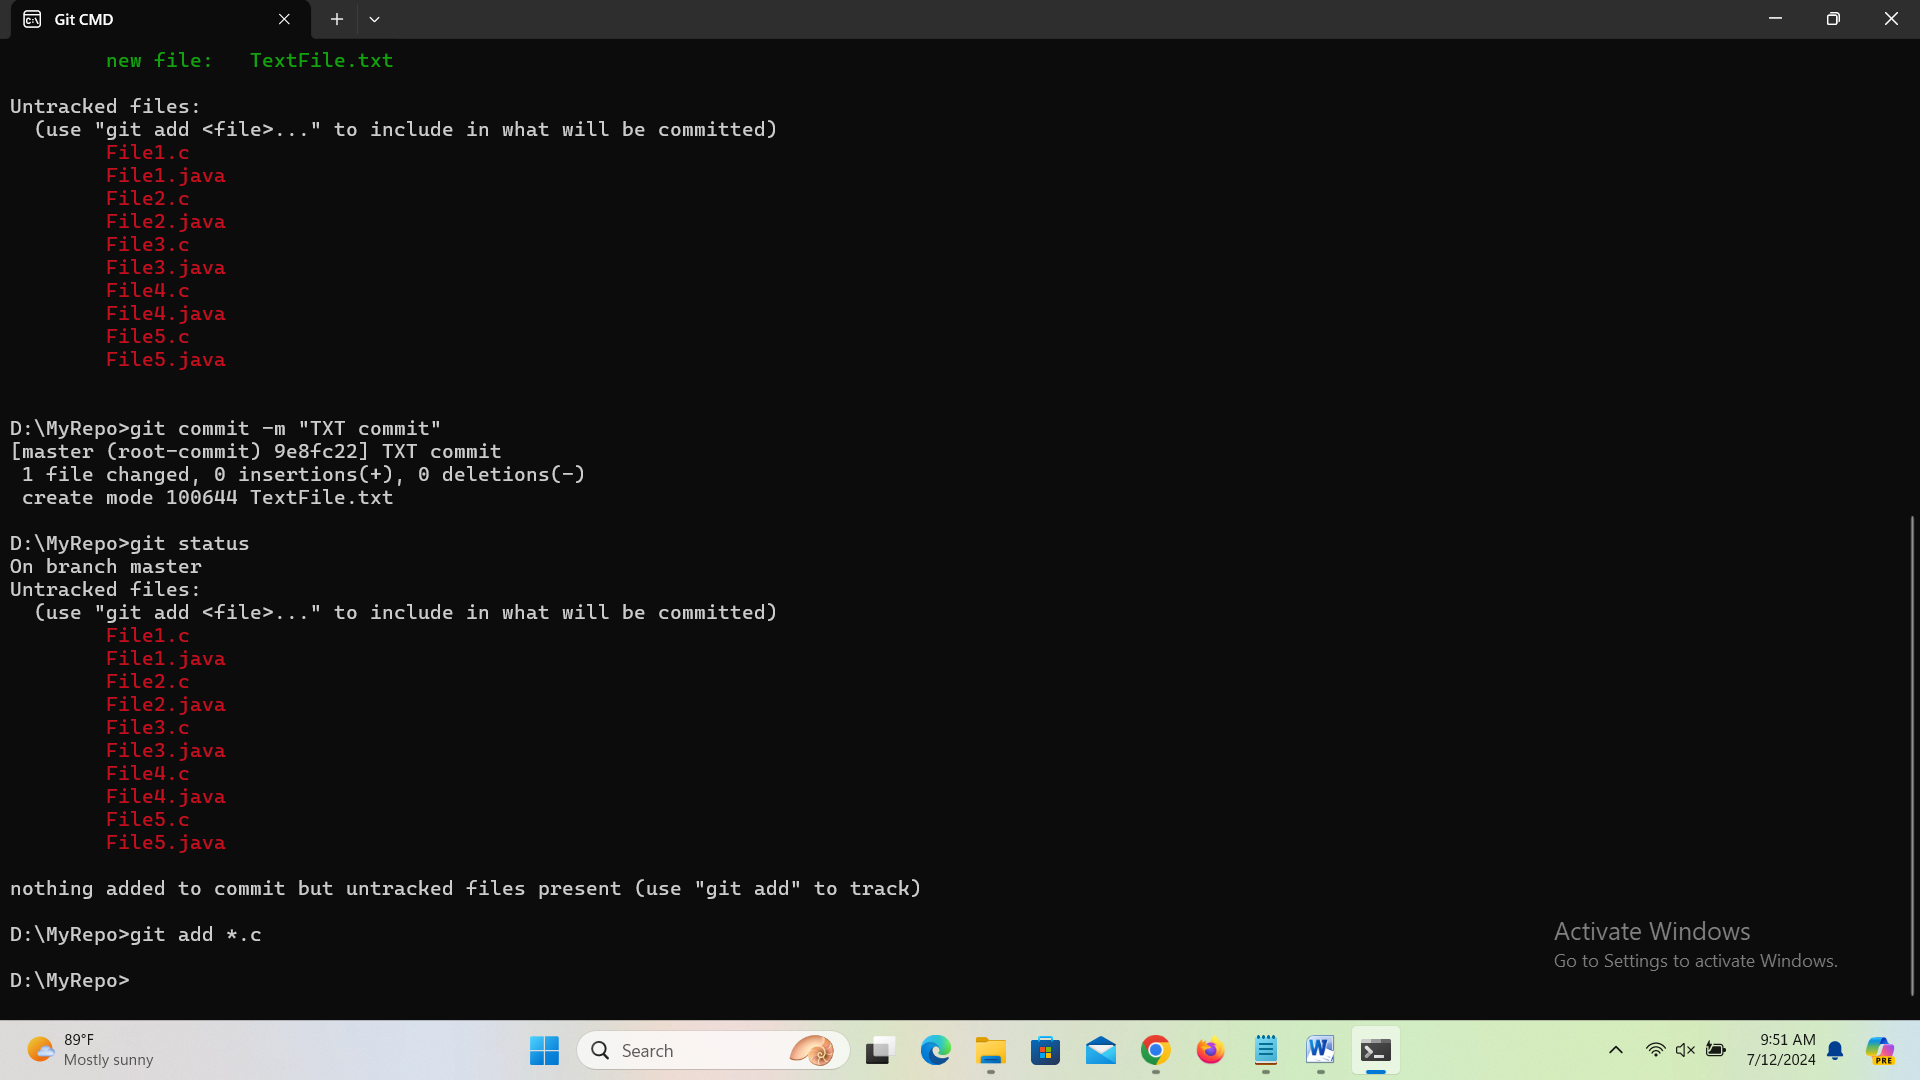 Git CMD
new file:   TextFile.txt
Untracked files:
(use "git add <file>..." to include in what will be committed)
File1.c
File1.java
File2.c
File2.java
File3.c
File3.java
File4.c
File4.java
File5.c
File5.java
D:\MyRepo>git commit -m "TXT commit"
[master (root-commit) 9e8fc22] TXT commit
1 file changed, 0 insertions(+), 0 deletions(-)
create mode 100644 TextFile.txt
D:\MyRepo>git status
On branch master
Untracked files:
(use "git add <file>..." to include in what will be committed)
File1.c
File1.java
File2.c
File2.java
File3.c
File3.java
File4.c
File4.java
File5.c
File5.java
nothing added to commit but untracked files present (use "git add" to track)
D:\MyRepo>git add *.c
D:\MyRepo>
Activate Windows
Go to Settings to activate Windows.
89°F
Mostly sunny
Search
9:51 AM
7/12/2024
PRE